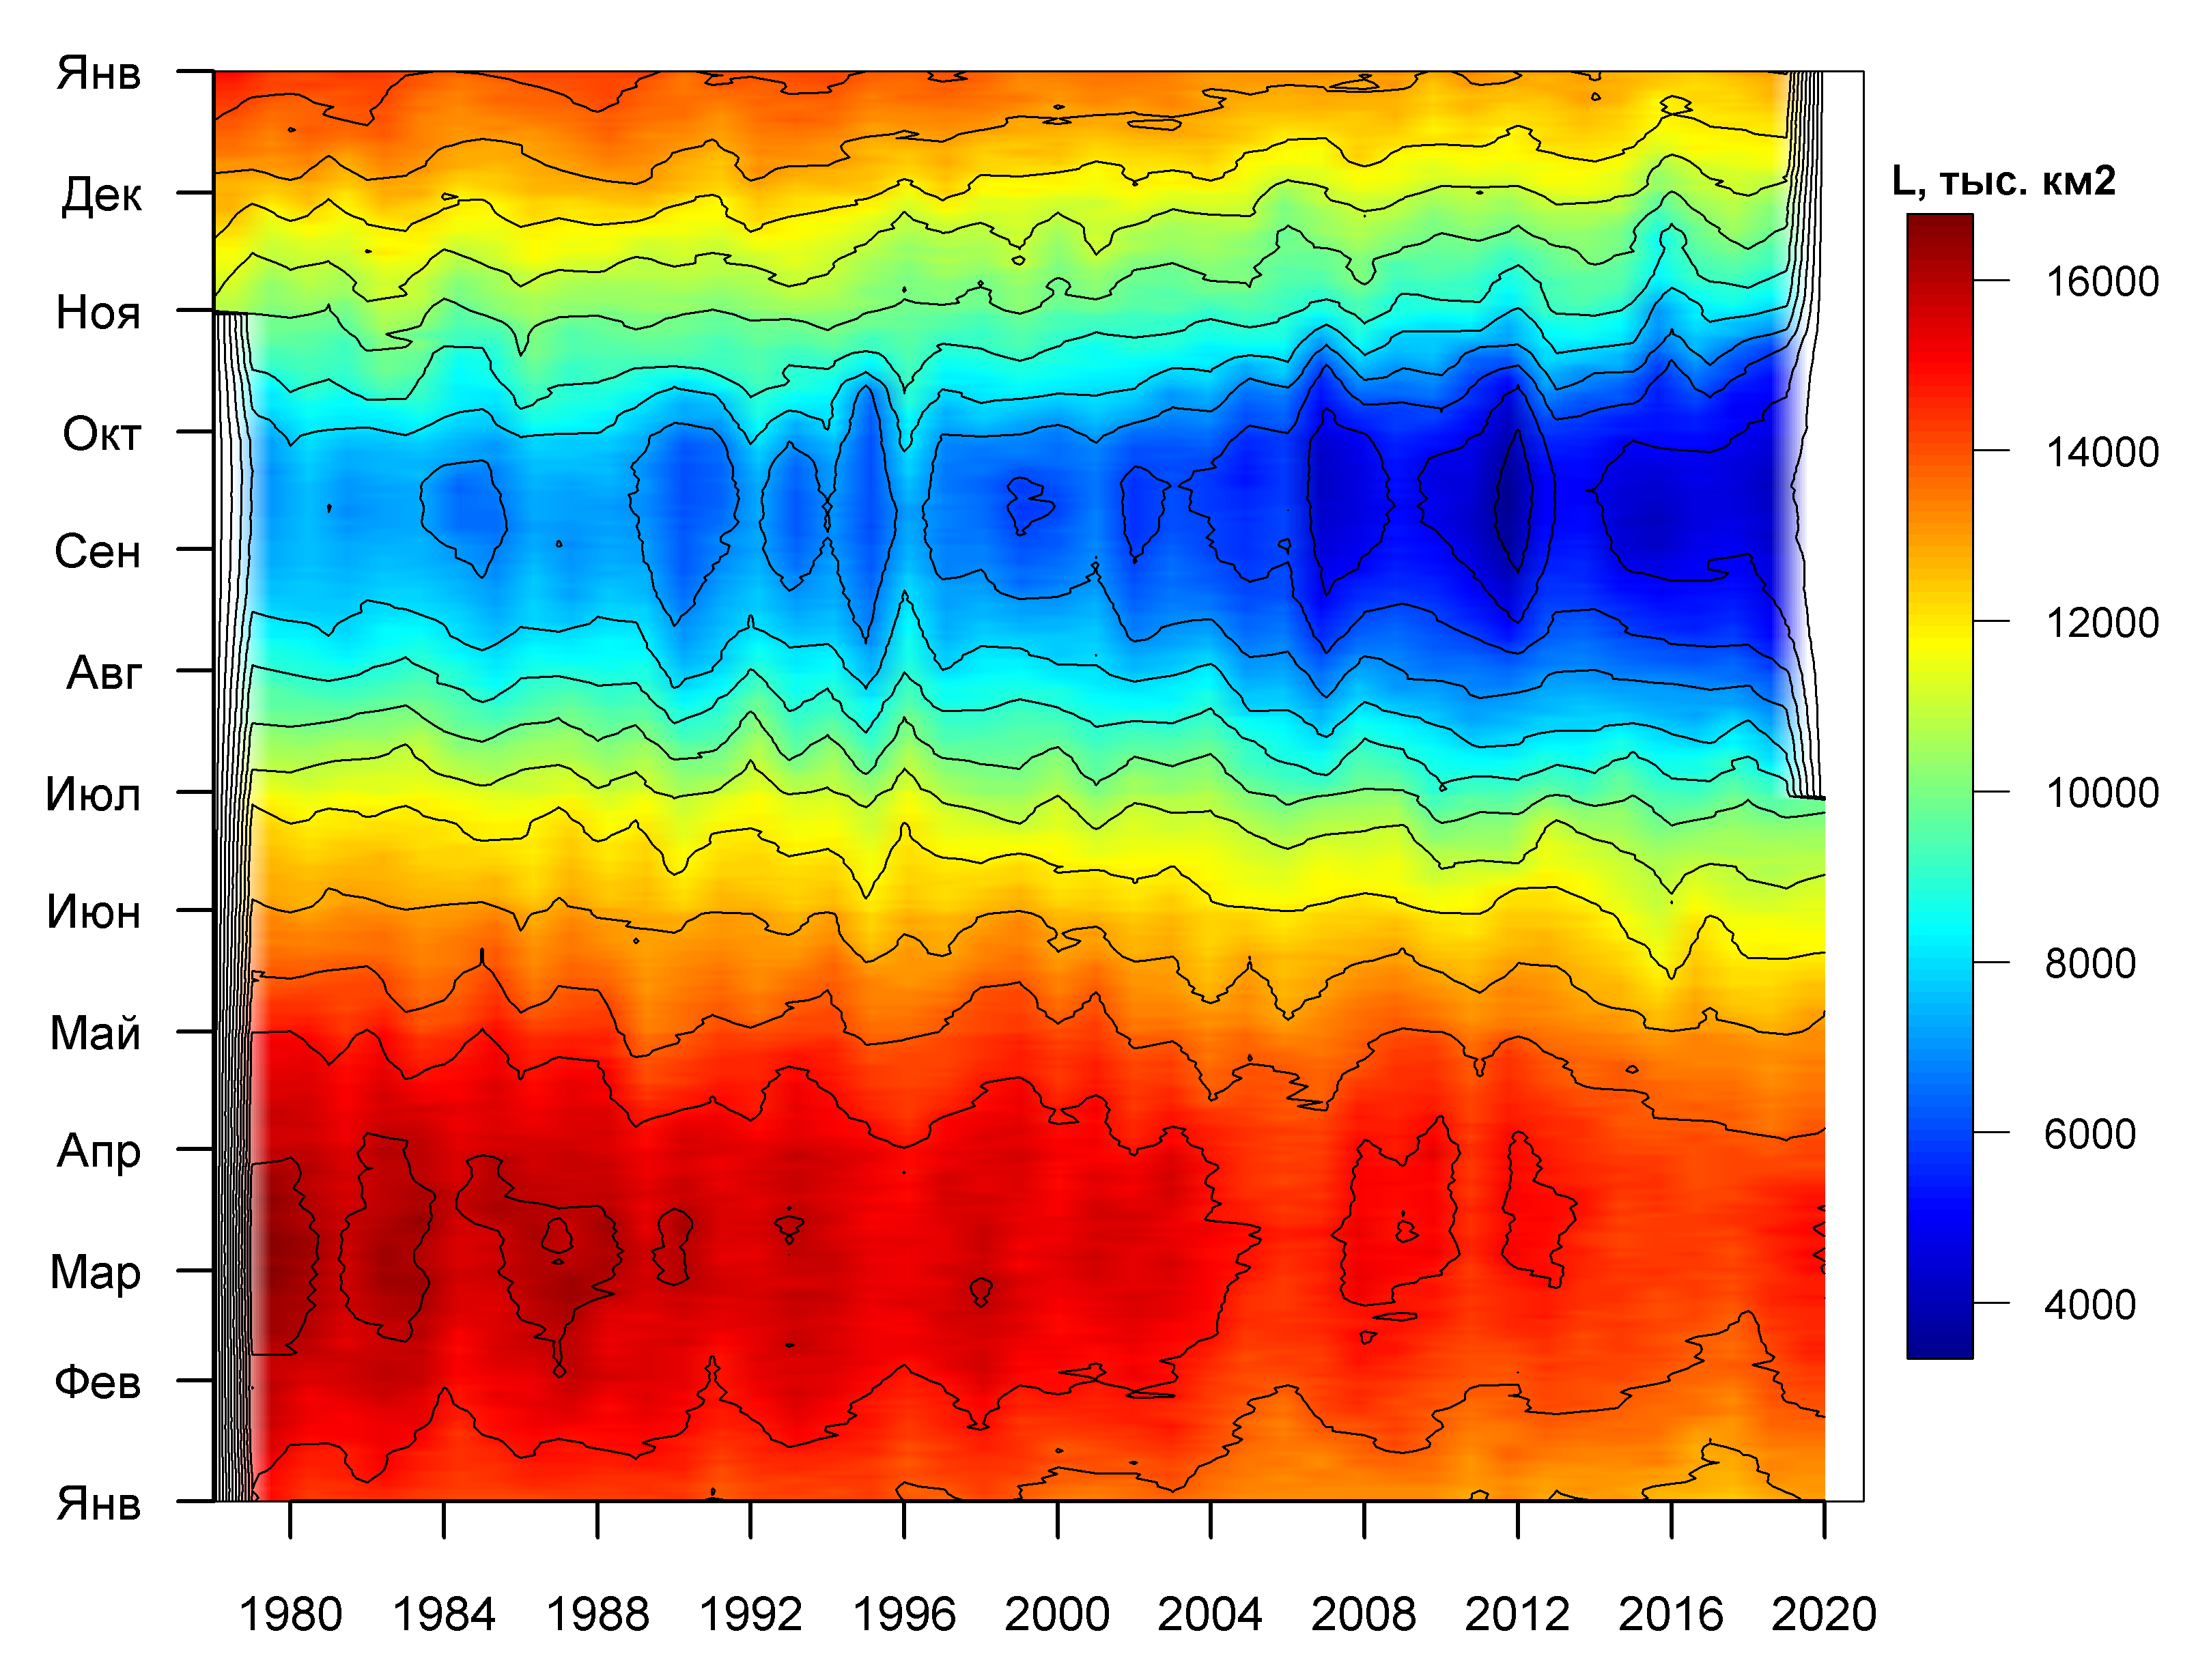 Янв
Дек
Ноя
Окт
Сен
Авг
Июл
Июн
Май
Апр
Мар
Фев
Янв
1980 1984 1988 1992 1996 2000 2004 2008 2012 2016 2020
L, тыс. км2
16000
14000
12000
10000
8000
6000
4000